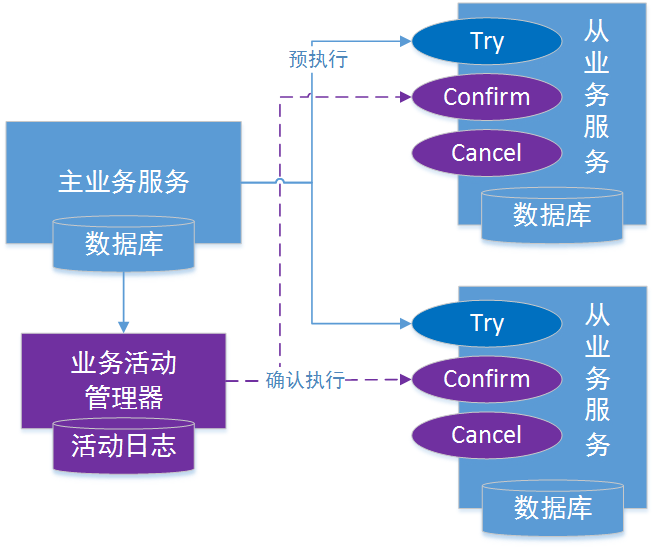 预执行
Try
Confirm
Cancel
从业务服务
数据库
主业务服务
数据库
业务活动
管理器
活动日志
确认执行
Try
Confirm
Cancel
从业务服务
数据库